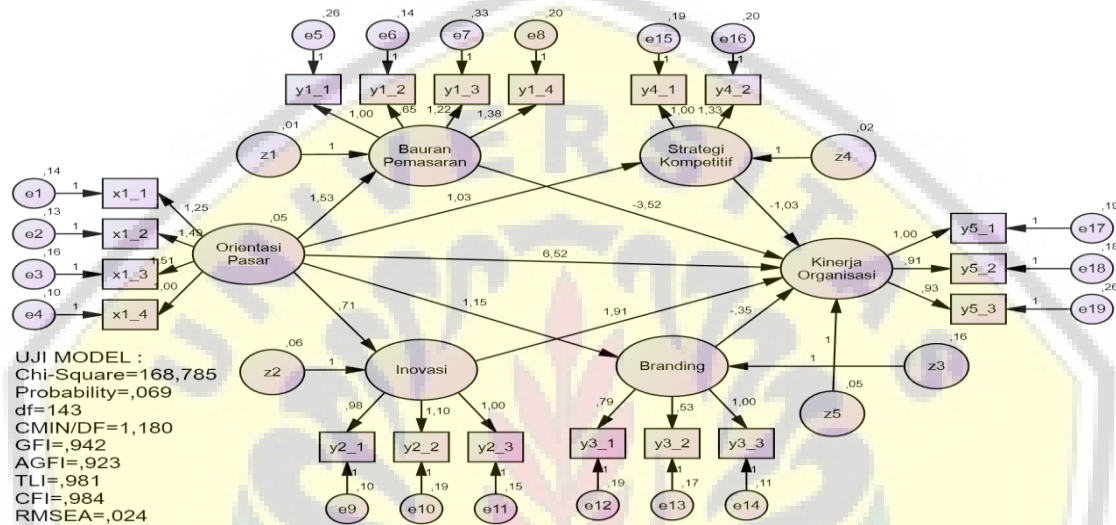 ,26 ,14 ,33 ,20 ,19 ,20
e5 e6 e7 e8 e15 e16
1 1 1 1 1 1
y1_1 y1_2 y1_3 y1_4 y4_1 y4_2
1,00 ,65 1,22 1,38 1,00 1,33
,01 ,02
z1 1 Bauran
Pemasaran
Strategi
Kompetitif
1 z4
,14
e1 1 x1_1
,13
e2 1 x1_2
,16
e3 1 x1_3
,10
e4 1 x1_4
1,25
1,51
1,00
,05
Orientasi
Pasar
1,53
1,03
-3,52
-1,03
6,52
,71
1,15
1,91
-,35
Kinerja
Organisasi
1,00
,91
,93
y5_1 1 e17
y5_2 1 e18
,18
y5_3 1 e19
,26
,06
z2 1 Inovasi
Branding
1
,16
z3
1
,05
z5
,98 1,10 1,00 ,79 ,53 1,00
y2_1 y2_2 y2_3 y3_1 y3_2 y3_3
1 1 1 1 1 1
,10 ,19 ,15 ,19 ,17 ,11
e9 e10 e11 e12 e13 e14
UJI MODEL :
Chi-Square=168,785
Probability=,069
df=143
CMIN/DF=1,180
GFI=,942
AGFI=,923
TLI=,981
CFI=,984
RMSEA=,024